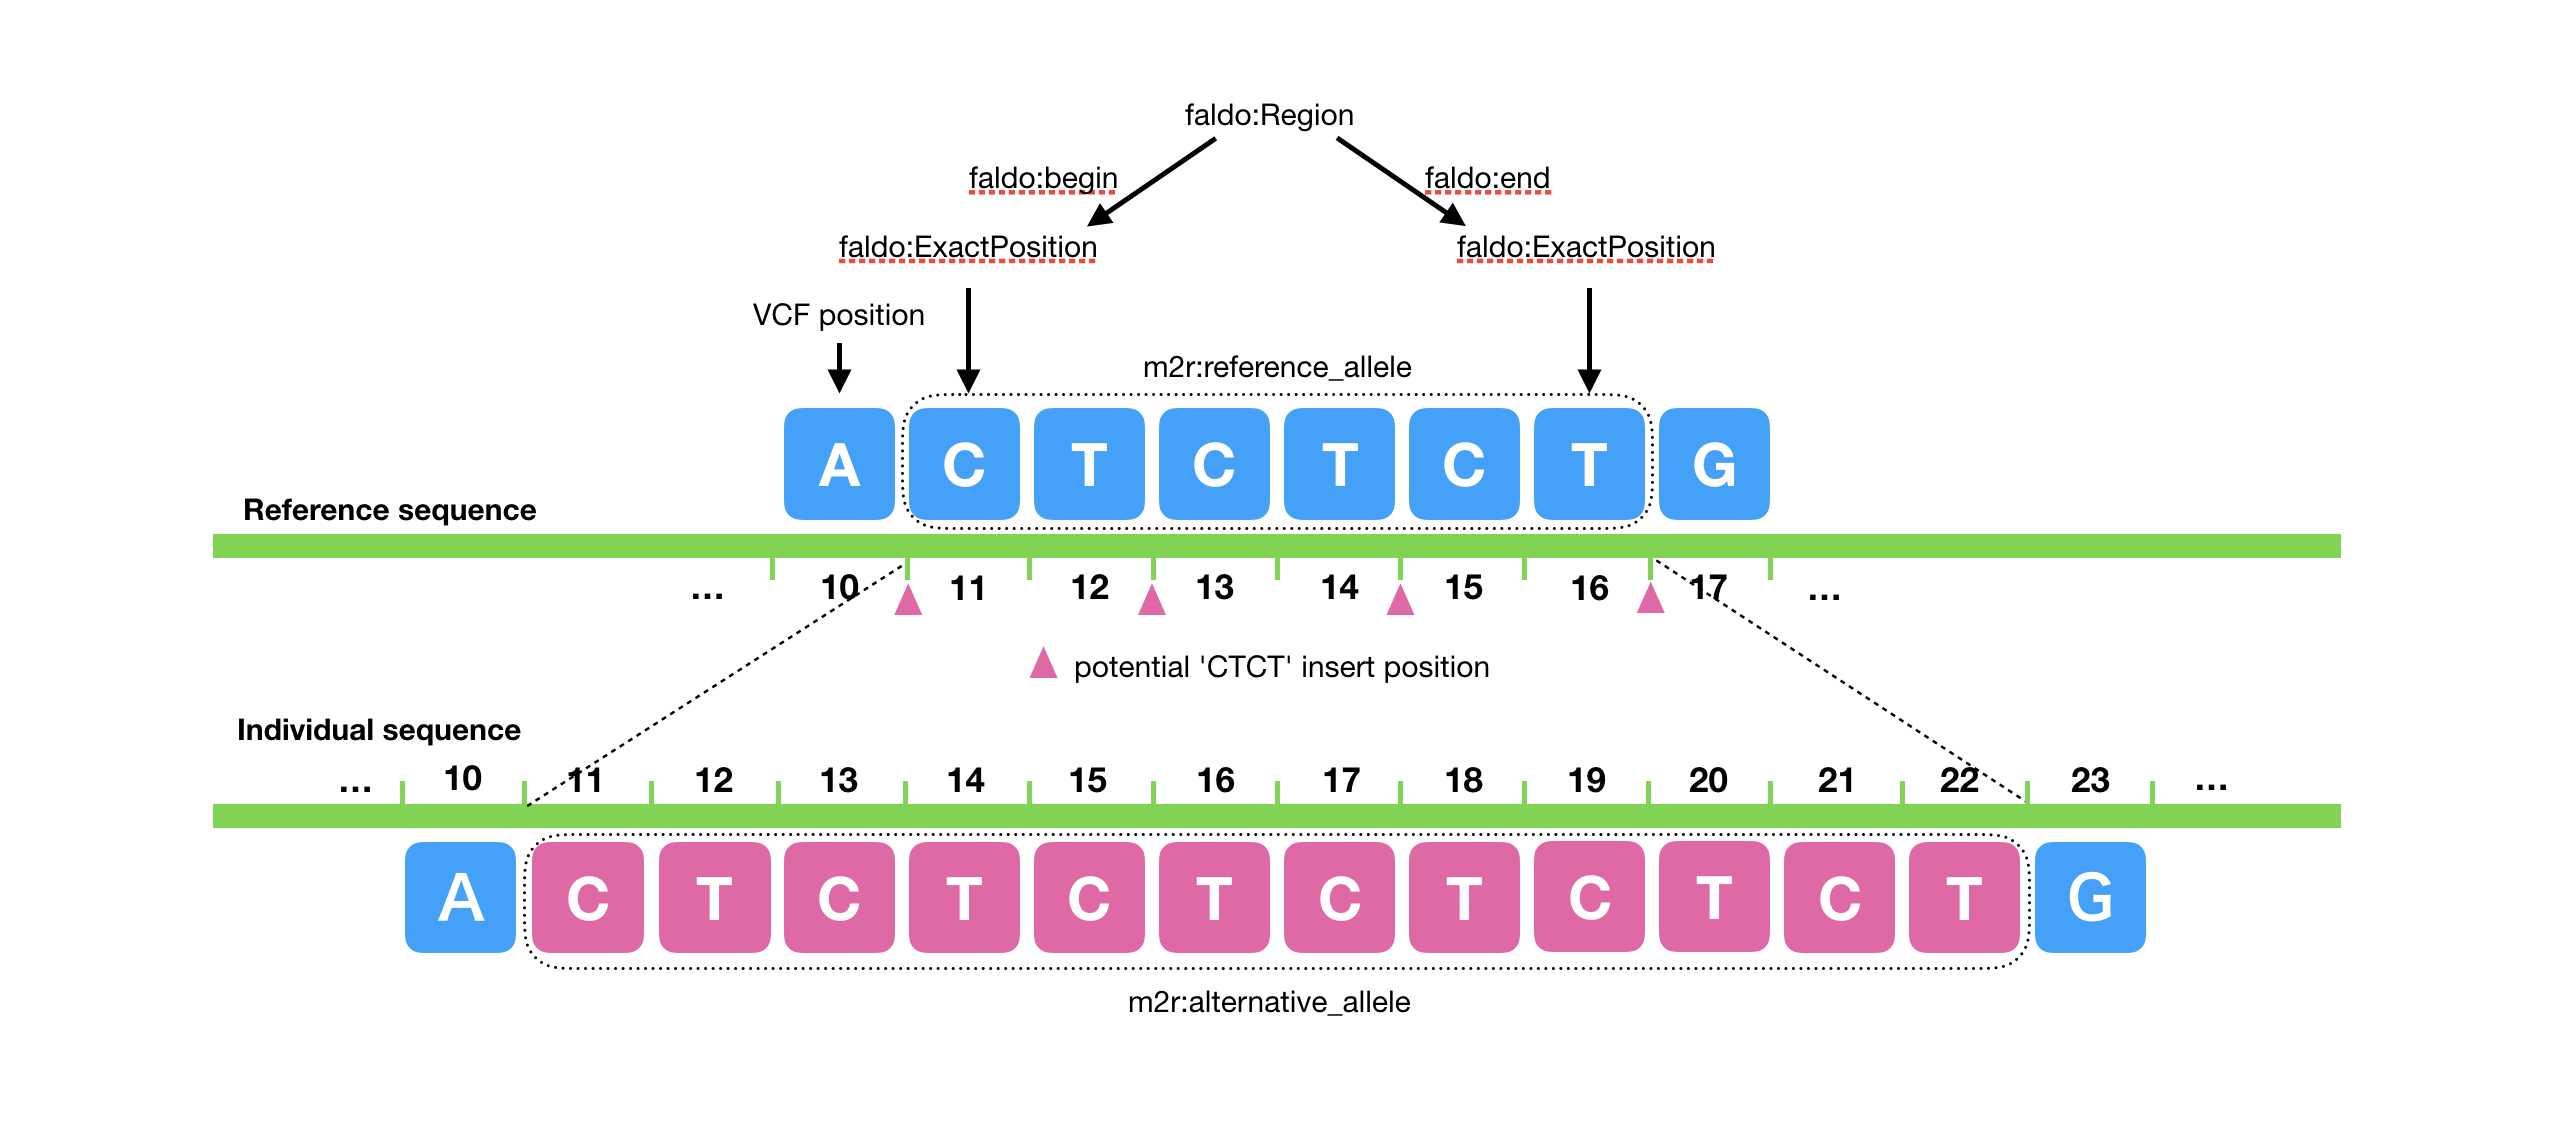 faldo:Region
faldo:begin faldo:end
faldo:ExactPosition faldo:ExactPosition
VCF position
m2r:reference_allele
A C T C T C T G
Reference sequence
... 10 11 12 13 14 15 16 17 ...
potential 'CTCT' insert position
Individual sequence
... 10 11 12 13 14 15 16 17 18 19 20 21 22 23 ...
A C T C T C T C T C T C T G
m2r:alternative_allele